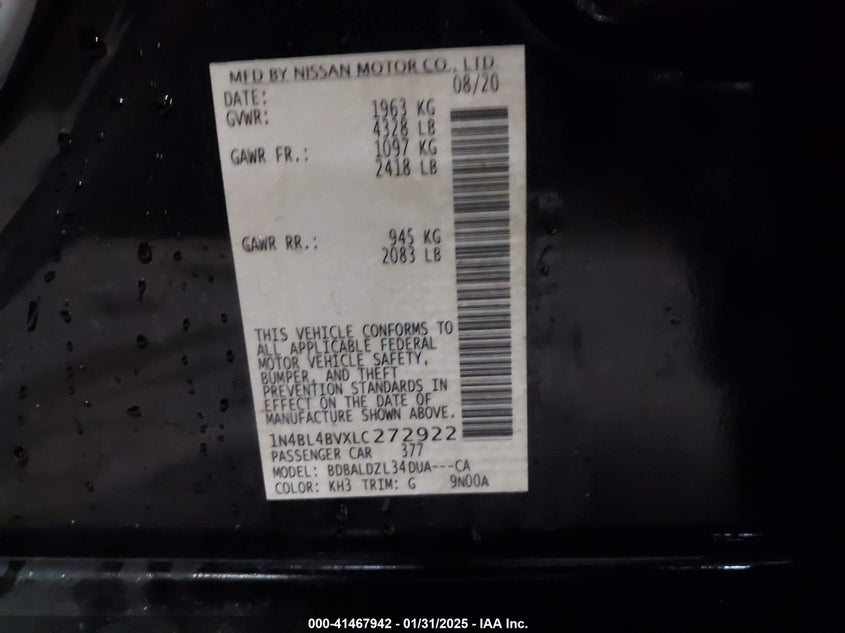 MFD BY NISSAN MOTOR CO., LTD
DATE: 08/20
GVWR: 1963 KG
4328 LB
GAWR FR.: 1097 KG
2418 LB
GAWR RR.: 945 KG
2083 LB
THIS VEHICLE CONFORMS TO
ALL APPLICABLE FEDERAL
MOTOR VEHICLE SAFETY,
BUMPER, AND THEFT
PREVENTION STANDARDS IN
EFFECT ON THE DATE OF
MANUFACTURE SHOWN ABOVE.
1N4BL4BVXLC272922
PASSENGER CAR 377
MODEL: BDBALDZL34DUA---CA
COLOR: KH3 TRIM: G 9N00A
000-41467942 - 01/31/2025 - IAA Inc.